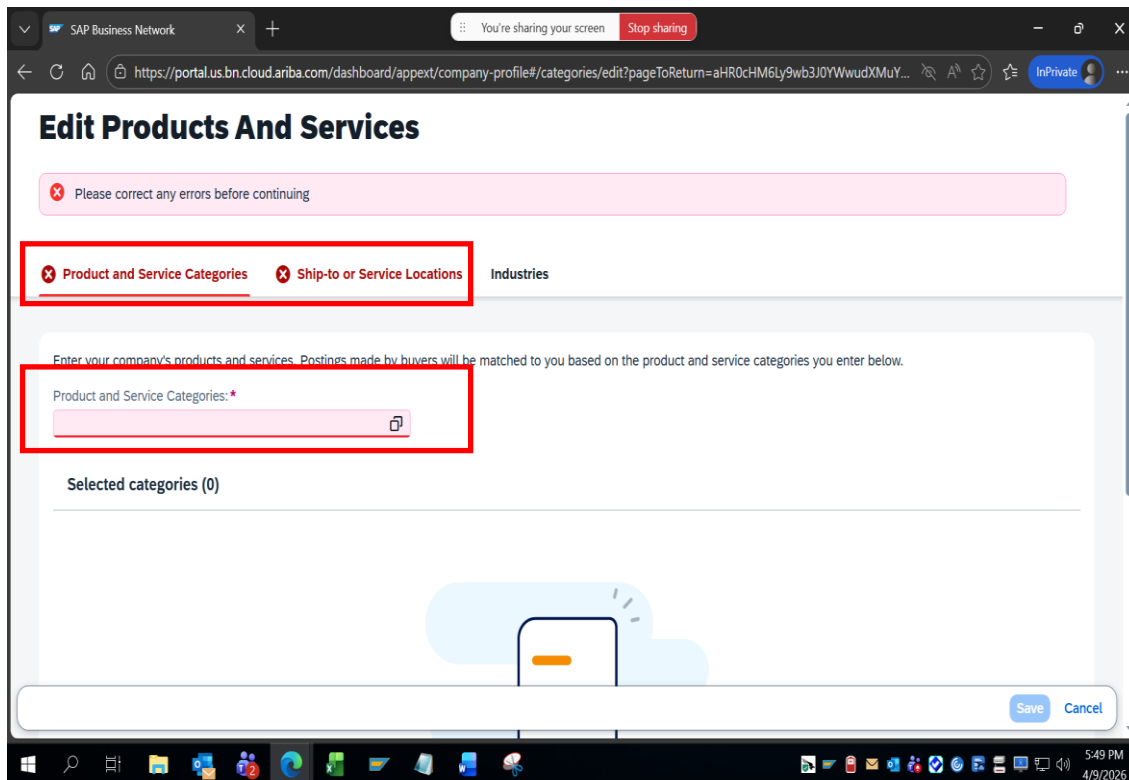 SAP Business Network
You're sharing your screen
Stop sharing
https://portal.us.bn.cloud.ariba.com/dashboard/appext/company-profile#/categories/edit?pageToReturn=aHR0cHM6Ly9wb3J0YWwudXMuY...
InPrivate
Edit Products And Services
Please correct any errors before continuing
Product and Service Categories
Ship-to or Service Locations
Industries
Enter your company's products and services. Postings made by buyers will be matched to you based on the product and service categories you enter below.
Product and Service Categories:*
Selected categories (0)
Save
Cancel
5:49 PM
4/9/2026